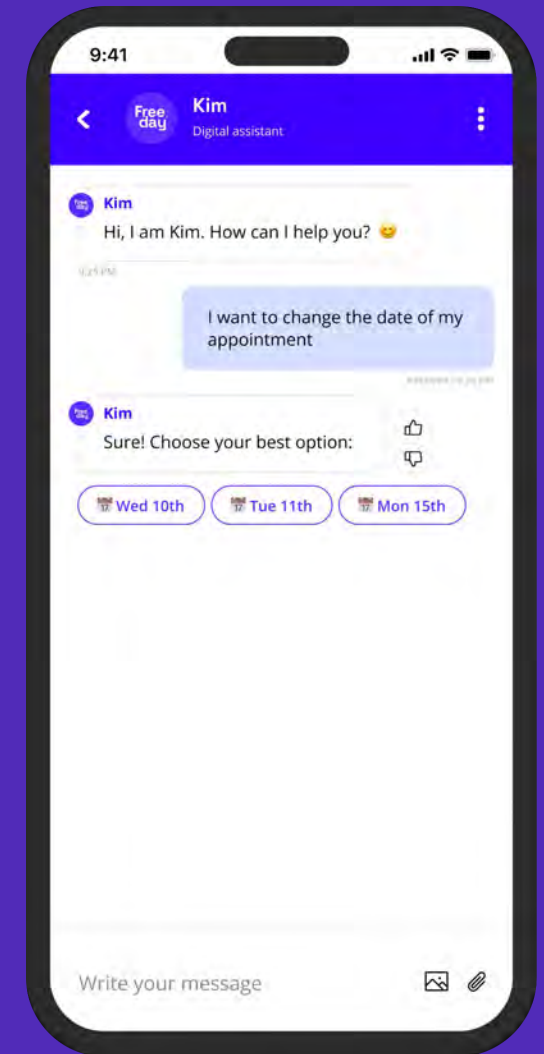 9:41
Free
day
Kim
Digital assistant
Kim
Hi, I am Kim. How can I help you? 😊
I want to change the date of my
appointment
Kim
Sure! Choose your best option:
📅 Wed 10th 📅 Tue 11th 📅 Mon 15th
Write your message